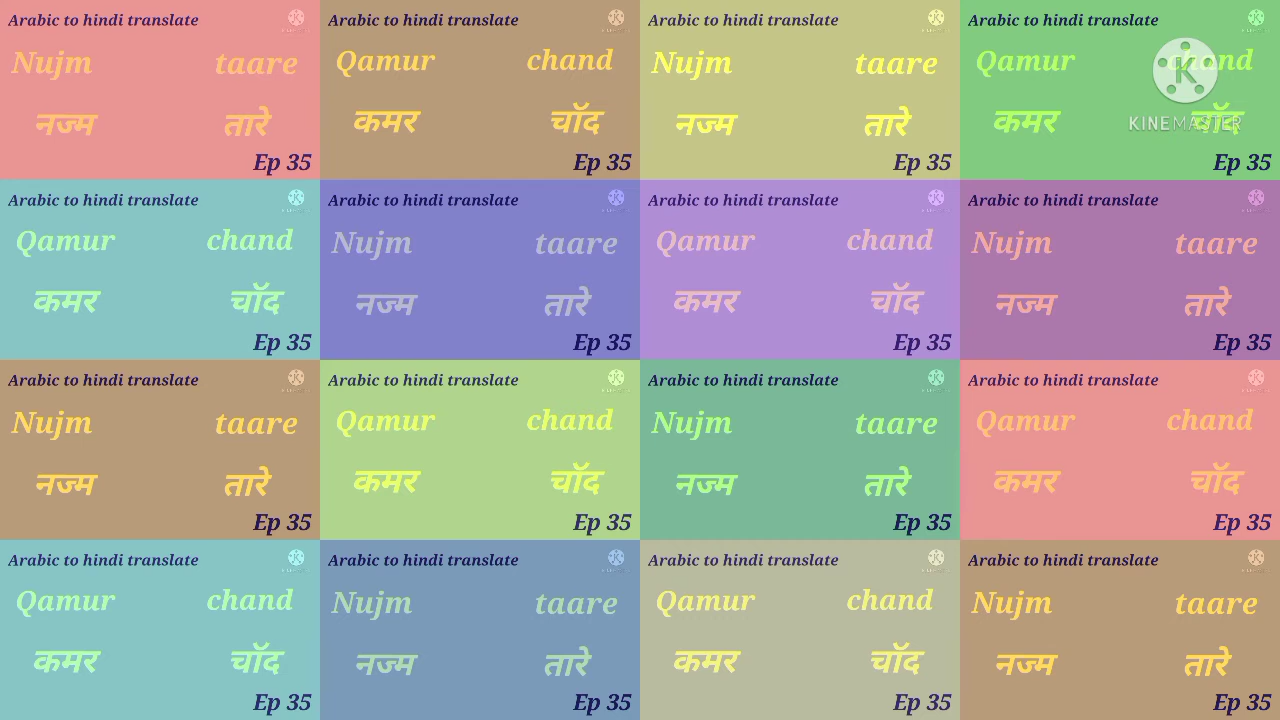 Arabic to hindi translate
Nujm taare
नज्म तारे
Ep 35
Arabic to hindi translate
Qamur chand
कमर चाॅंद
Ep 35
Arabic to hindi translate
Nujm taare
नज्म तारे
Ep 35
Arabic to hindi translate
Qamur chand
कमर चाॅंद
KINEMASTER
Ep 35
Arabic to hindi translate
Qamur chand
कमर चाॅंद
Ep 35
Arabic to hindi translate
Nujm taare
नज्म तारे
Ep 35
Arabic to hindi translate
Qamur chand
कमर चाॅंद
Ep 35
Arabic to hindi translate
Nujm taare
नज्म तारे
Ep 35
Arabic to hindi translate
Nujm taare
नज्म तारे
Ep 35
Arabic to hindi translate
Qamur chand
कमर चाॅंद
Ep 35
Arabic to hindi translate
Nujm taare
नज्म तारे
Ep 35
Arabic to hindi translate
Qamur chand
कमर चाॅंद
Ep 35
Arabic to hindi translate
Qamur chand
कमर चाॅंद
Ep 35
Arabic to hindi translate
Nujm taare
नज्म तारे
Ep 35
Arabic to hindi translate
Qamur chand
कमर चाॅंद
Ep 35
Arabic to hindi translate
Nujm taare
नज्म तारे
Ep 35